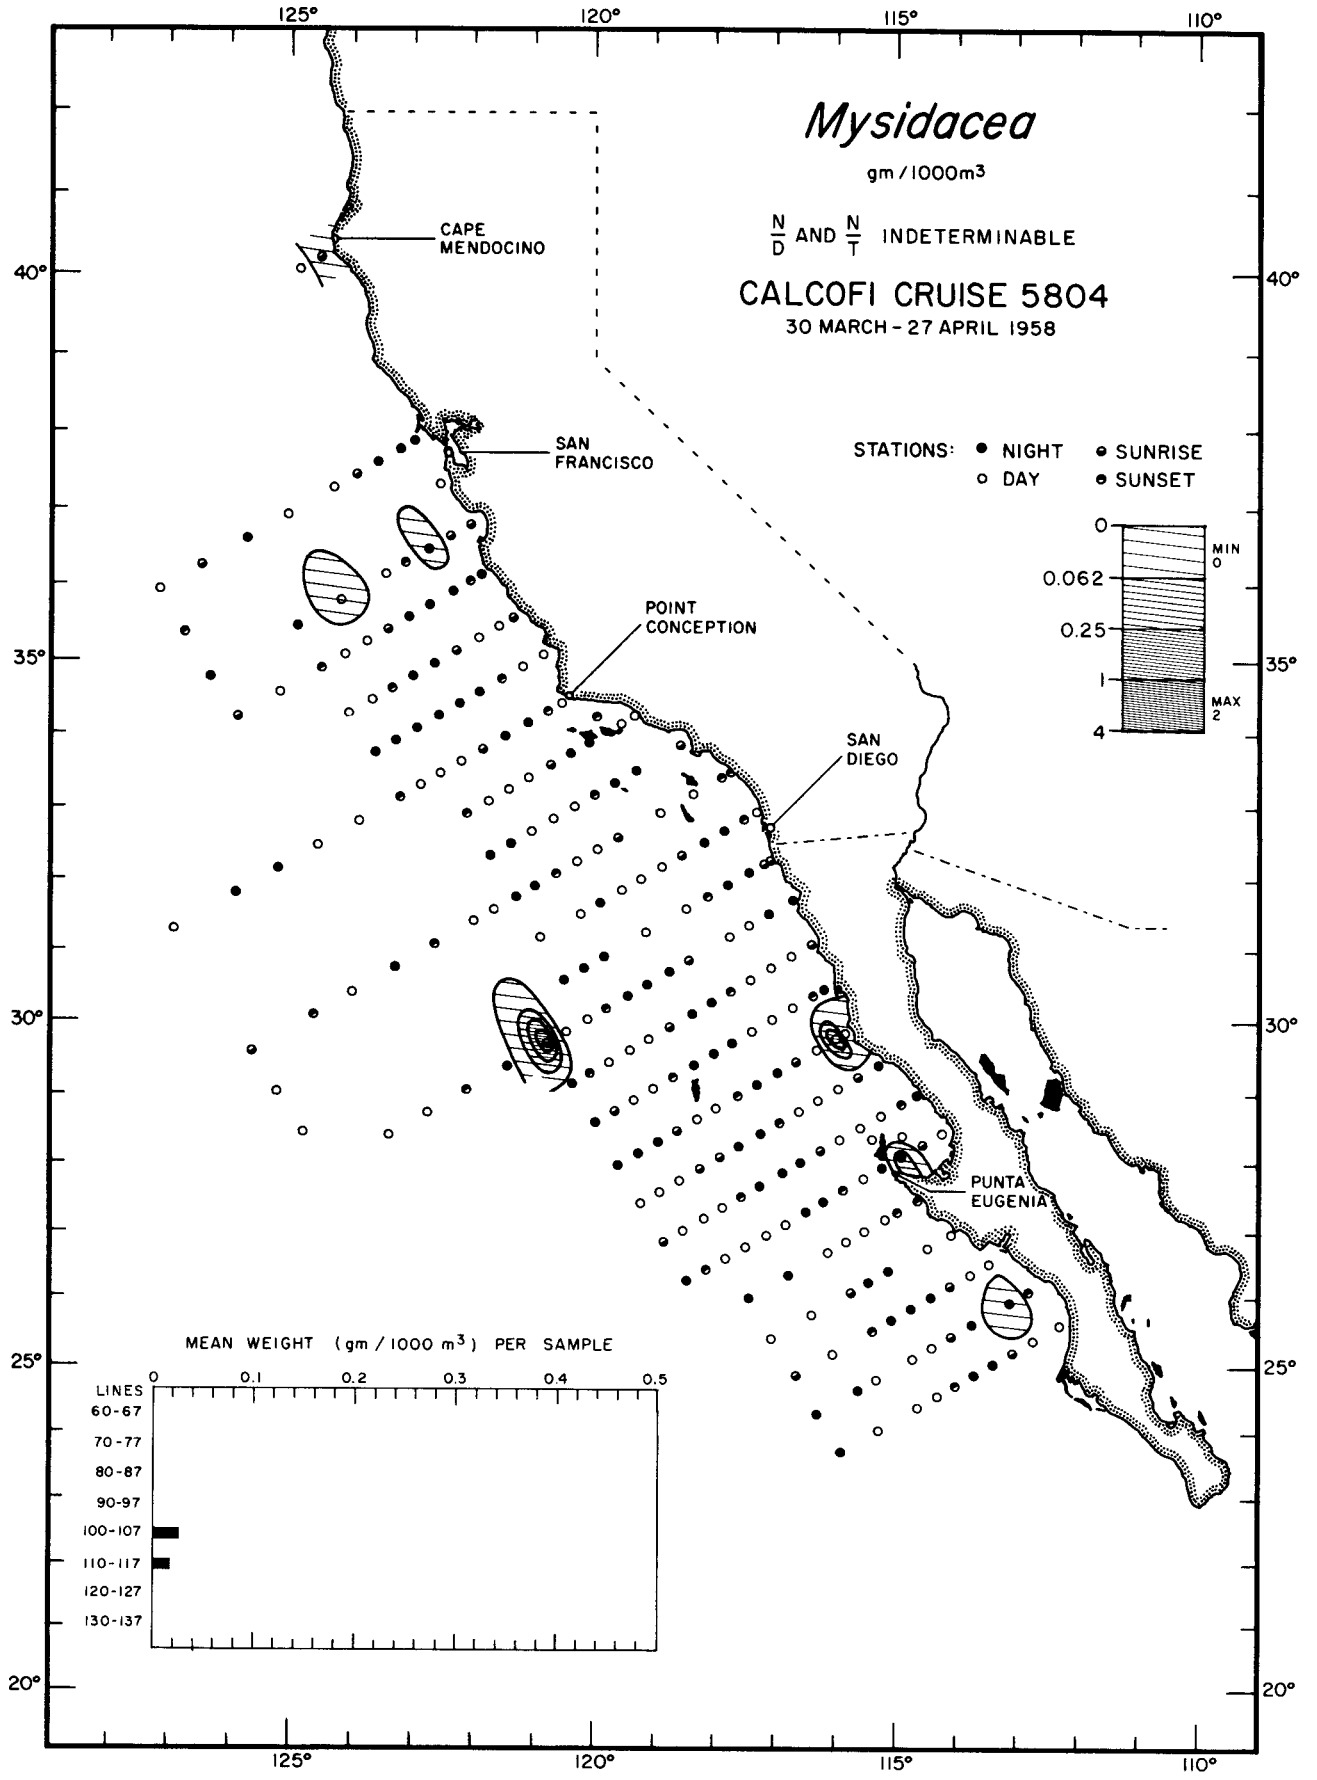 125° 120° 115° 110°
Mysidacea
gm/1000m³
N/D AND N/T INDETERMINABLE
CALCOFI CRUISE 5804
30 MARCH – 27 APRIL 1958
CAPE
MENDOCINO
40° 40°
SAN
FRANCISCO
STATIONS: ● NIGHT SUNRISE
○ DAY SUNSET
0
MIN
0
0.062
0.25
1
MAX
2
4
POINT
CONCEPTION
35° 35°
SAN
DIEGO
30° 30°
PUNTA
EUGENIA
MEAN WEIGHT (gm/1000 m³) PER SAMPLE
25° 25°
LINES 0 0.1 0.2 0.3 0.4 0.5
60-67
70-77
80-87
90-97
100-107
110-117
120-127
130-137
20° 20°
125° 120° 115° 110°